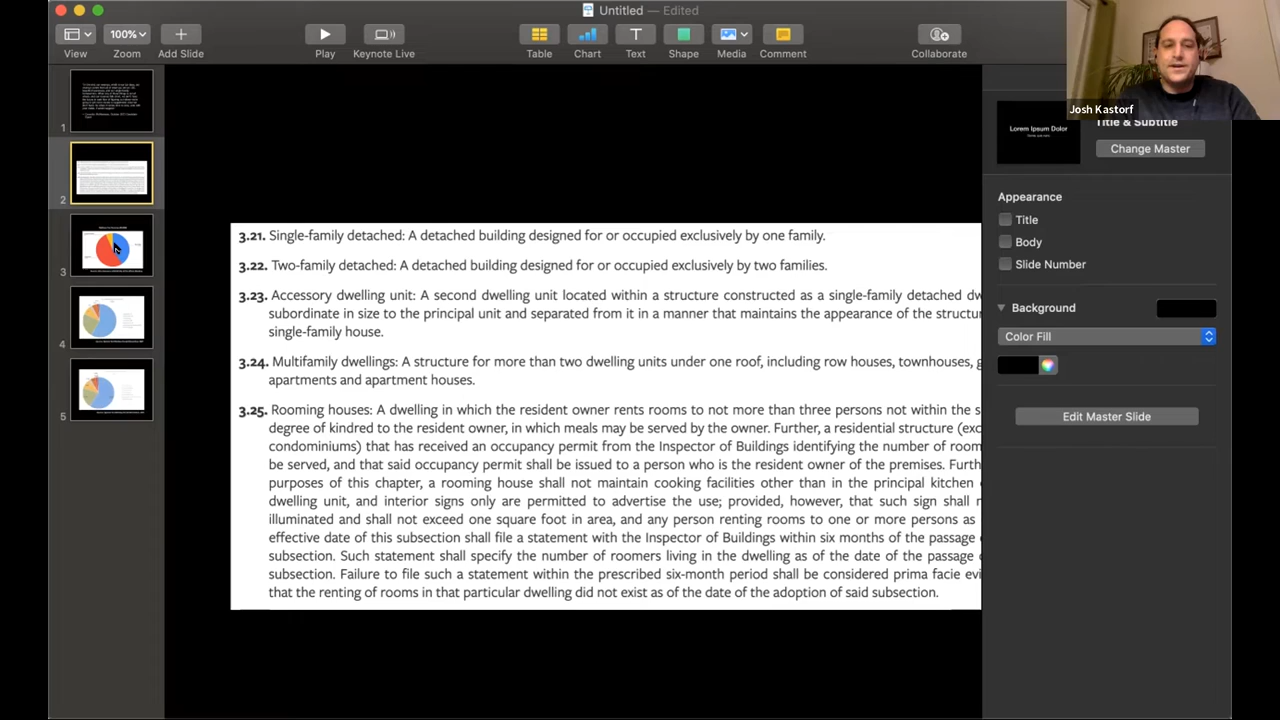 Untitled — Edited
100%
View
Zoom
Add Slide
Play
Keynote Live
Table
Chart
Text
Shape
Media
Comment
Collaborate
Josh Kastorf
1
2
3
4
5
3.21. Single-family detached: A detached building designed for or occupied exclusively by one family.
3.22. Two-family detached: A detached building designed for or occupied exclusively by two families.
3.23. Accessory dwelling unit: A second dwelling unit located within a structure constructed as a single-family detached dw
subordinate in size to the principal unit and separated from it in a manner that maintains the appearance of the structu
single-family house.
3.24. Multifamily dwellings: A structure for more than two dwelling units under one roof, including row houses, townhouses, g
apartments and apartment houses.
3.25. Rooming houses: A dwelling in which the resident owner rents rooms to not more than three persons not within the s
degree of kindred to the resident owner, in which meals may be served by the owner. Further, a residential structure (exc
condominiums) that has received an occupancy permit from the Inspector of Buildings identifying the number of room
be served, and that said occupancy permit shall be issued to a person who is the resident owner of the premises. Furth
purposes of this chapter, a rooming house shall not maintain cooking facilities other than in the principal kitchen
dwelling unit, and interior signs only are permitted to advertise the use; provided, however, that such sign shall n
illuminated and shall not exceed one square foot in area, and any person renting rooms to one or more persons as
effective date of this subsection shall file a statement with the Inspector of Buildings within six months of the passage
subsection. Such statement shall specify the number of roomers living in the dwelling as of the date of the passage
subsection. Failure to file such a statement within the prescribed six-month period shall be considered prima facie evi
that the renting of rooms in that particular dwelling did not exist as of the date of the adoption of said subsection.
Lorem Ipsum Dolor
Title & Subtitle
Change Master
Appearance
Title
Body
Slide Number
Background
Color Fill
Edit Master Slide